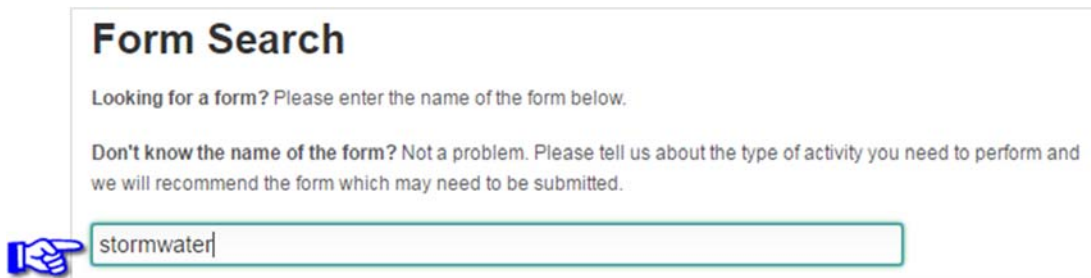 Form Search
Looking for a form? Please enter the name of the form below.
Don't know the name of the form? Not a problem. Please tell us about the type of activity you need to perform and
we will recommend the form which may need to be submitted.
stormwater